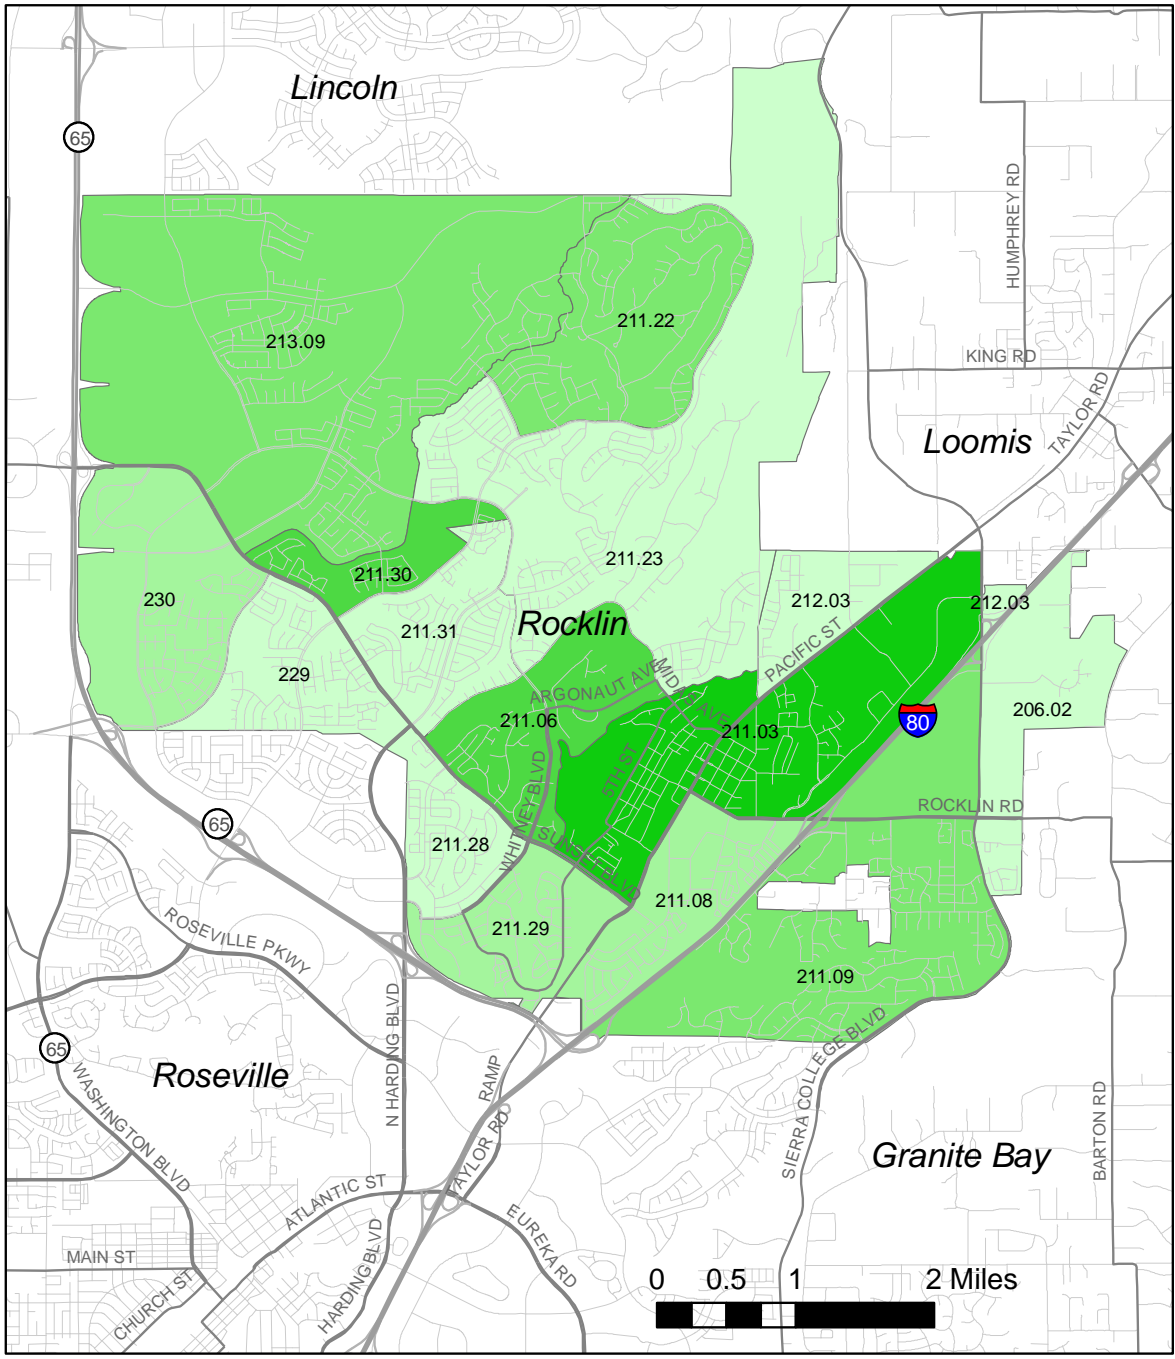 Lincoln
65
HUMPHREY RD
211.22
213.09
KING RD
TAYLOR RD
Loomis
211.23
211.30
230
212.03
212.03
Rocklin
211.31
PACIFIC ST
229
ARGONAUT AVE
MIDAS AVE
211.06
211.03
206.02
80
5TH ST
WHITNEY BLVD
ROCKLIN RD
65
211.28
SUNSET BLVD
211.08
211.29
ROSEVILLE PKWY
211.09
N HARDING BLVD
SIERRA COLLEGE BLVD
65
Roseville
RAMP
WASHINGTON BLVD
TAYLOR RD
Granite Bay
BARTON RD
ATLANTIC ST
EUREKA RD
MAIN ST
HARDING BLVD
CHURCH ST
0 0.5 1 2 Miles